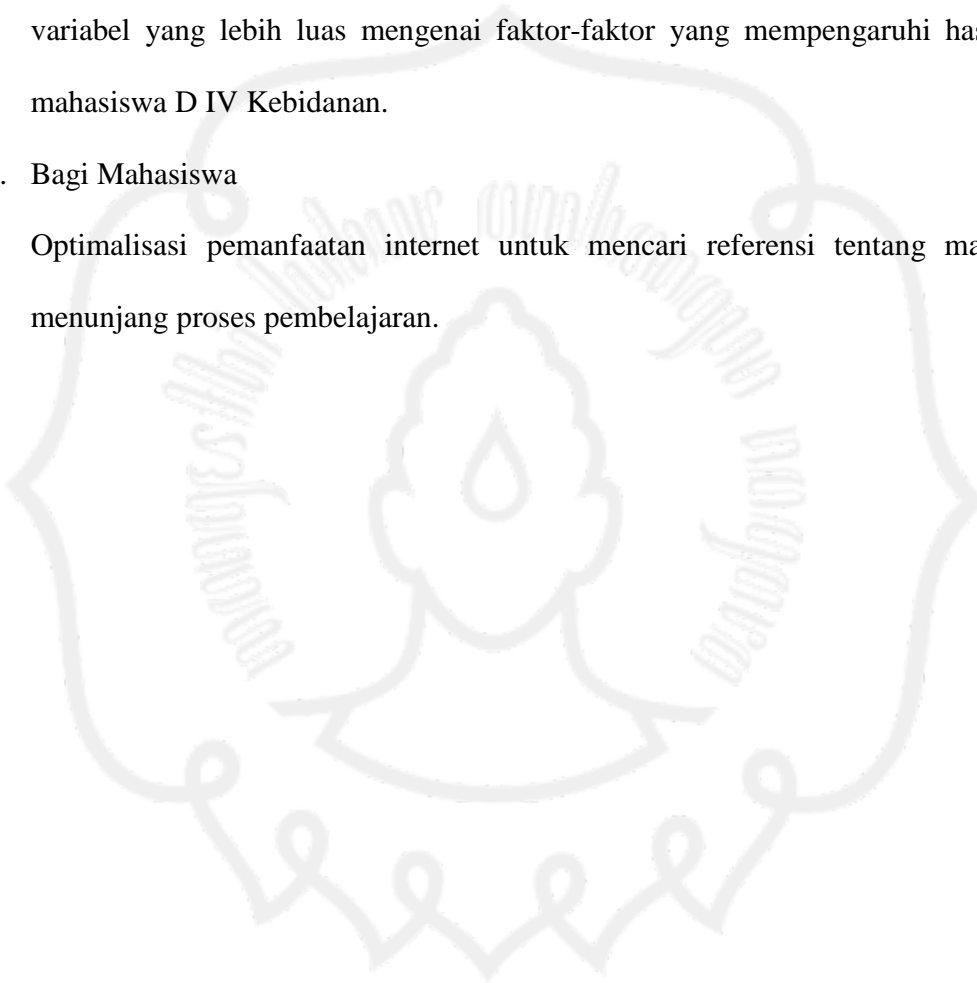 variabel yang lebih luas mengenai faktor-faktor yang mempengaruhi has
mahasiswa D IV Kebidanan.
. Bagi Mahasiswa
Optimalisasi pemanfaatan internet untuk mencari referensi tentang ma
menunjang proses pembelajaran.